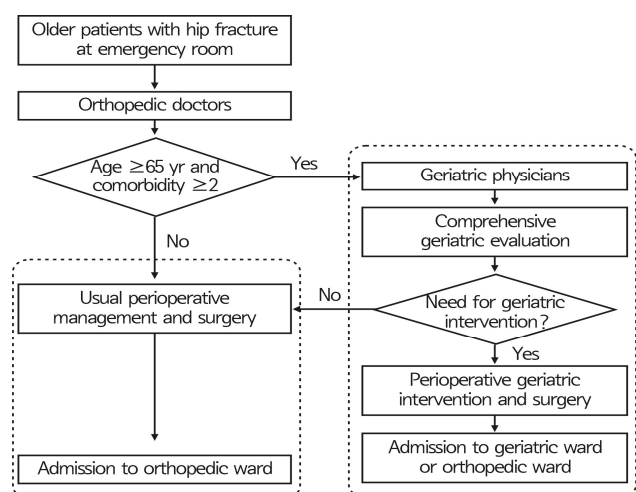 Older patients with hip fracture
at emergency room
Orthopedic doctors
Age ≥65 yr and
comorbidity ≥2
Yes
No
Geriatric physicians
Comprehensive
geriatric evaluation
Need for geriatric
intervention?
No
Usual perioperative
management and surgery
Yes
Perioperative geriatric
intervention and surgery
Admission to orthopedic ward
Admission to geriatric ward
or orthopedic ward